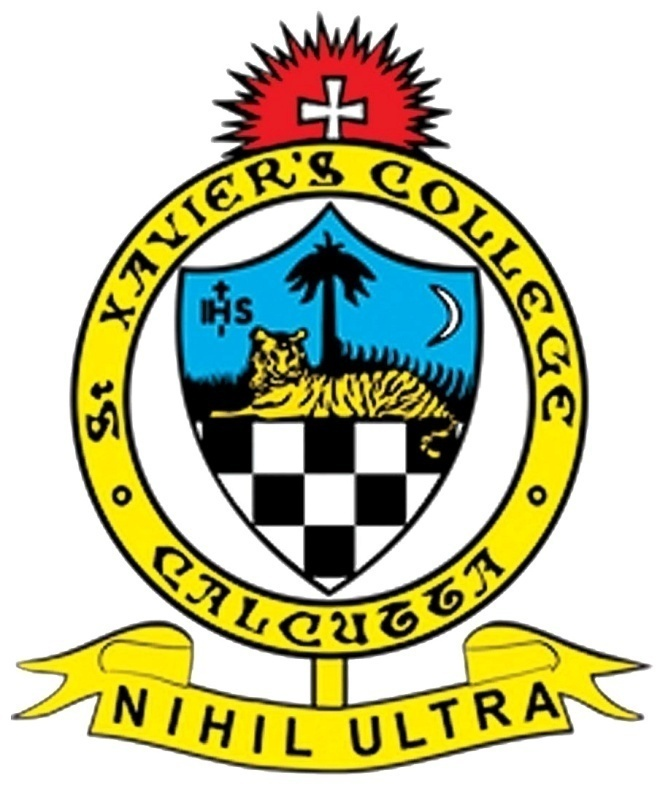 St XAVIER'S COLLEGE
IHS
CALCUTTA
NIHIL ULTRA